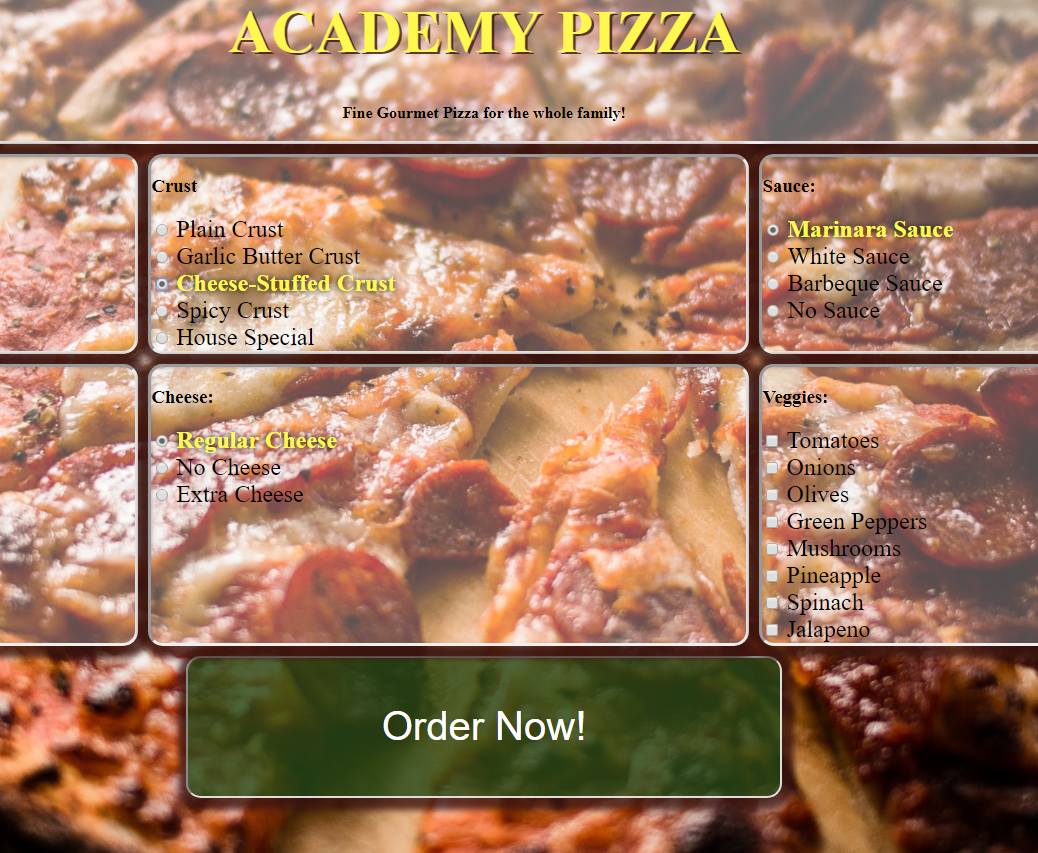 ACADEMY PIZZA
Fine Gourmet Pizza for the whole family!
Crust
Plain Crust
Garlic Butter Crust
Cheese-Stuffed Crust
Spicy Crust
House Special
Sauce:
Marinara Sauce
White Sauce
Barbeque Sauce
No Sauce
Cheese:
Regular Cheese
No Cheese
Extra Cheese
Veggies:
Tomatoes
Onions
Olives
Green Peppers
Mushrooms
Pineapple
Spinach
Jalapeno
Order Now!